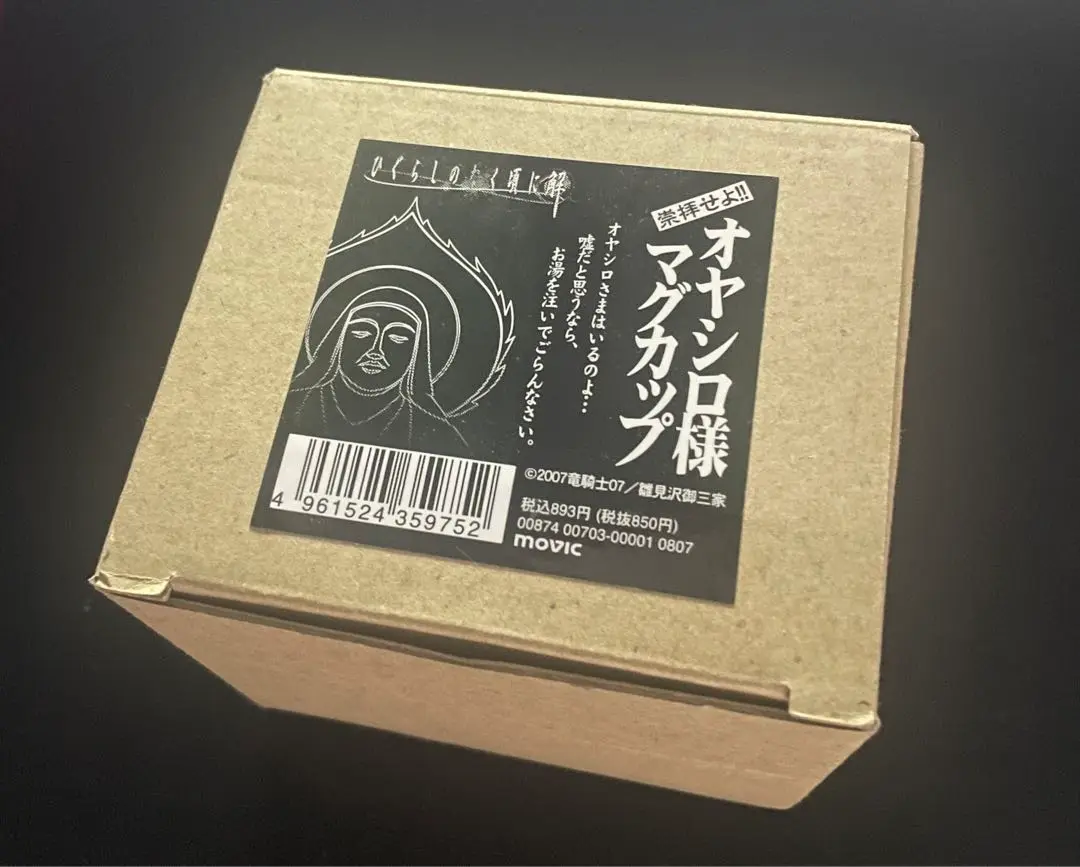 ひぐらしのなく頃に解
崇拝せよ!!
オヤシロ様
マグカップ
オヤシロさまはいるのよ…
嘘だと思うなら、
お湯を注いでごらんなさい。
©2007竜騎士07／雛見沢御三家
税込893円 (税抜850円)
00874 00703-00001 0807
movic
4 961524 359752